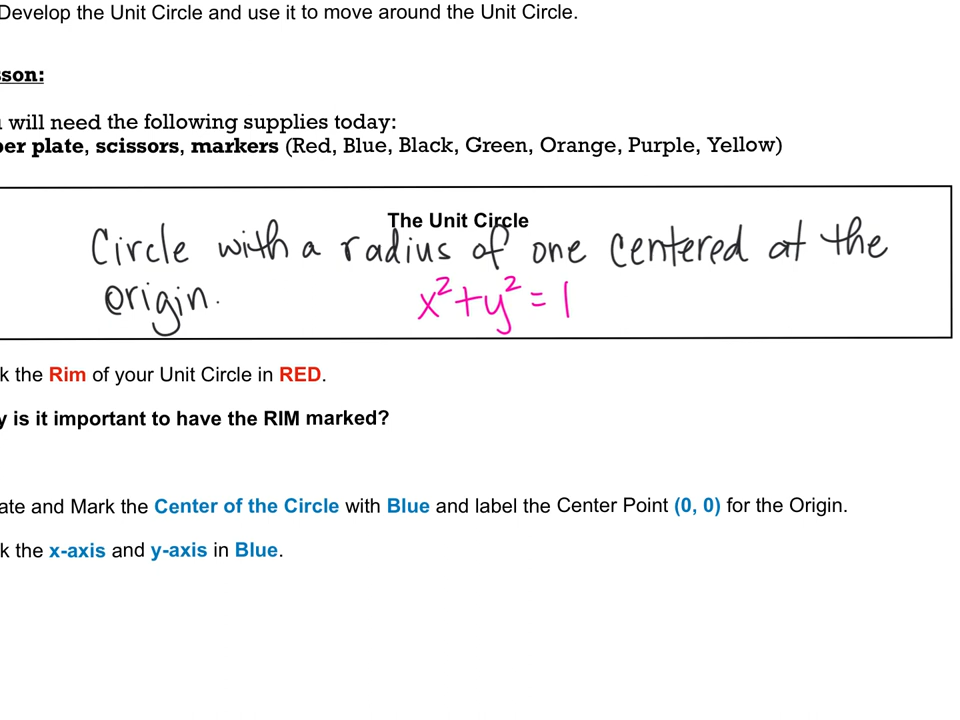 Develop the Unit Circle and use it to move around the Unit Circle.
sson:
will need the following supplies today:
er plate, scissors, markers (Red, Blue, Black, Green, Orange, Purple, Yellow)
The Unit Circle
Circle with a radius of one centered at the
origin. x²+y²=1
k the Rim of your Unit Circle in RED.
y is it important to have the RIM marked?
ate and Mark the Center of the Circle with Blue and label the Center Point (0, 0) for the Origin.
k the x-axis and y-axis in Blue.